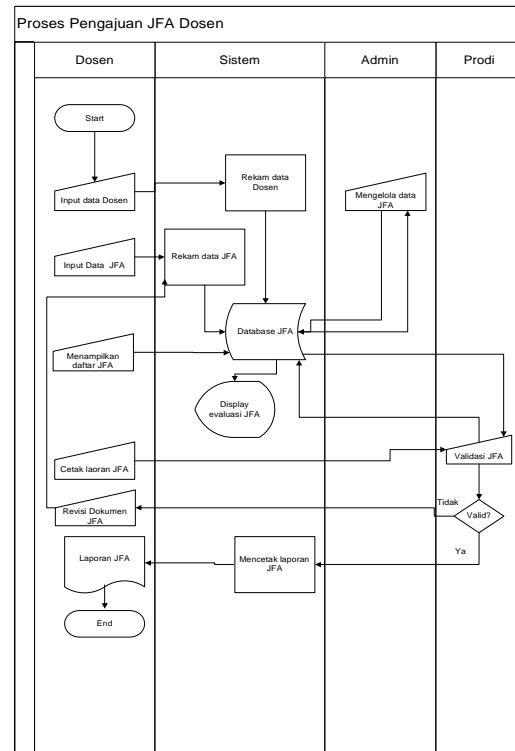 Proses Pengajuan JFA Dosen
Dosen
Sistem
Admin
Prodi
Start
Input data Dosen
Rekam data
Dosen
Mengelola data
JFA
Input Data JFA
Rekam data JFA
Database JFA
Menampilkan
daftar JFA
Display
evaluasi JFA
Cetak laoran JFA
Validasi JFA
Revisi Dokumen
JFA
Tidak
Valid?
Ya
Laporan JFA
Mencetak laporan
JFA
End